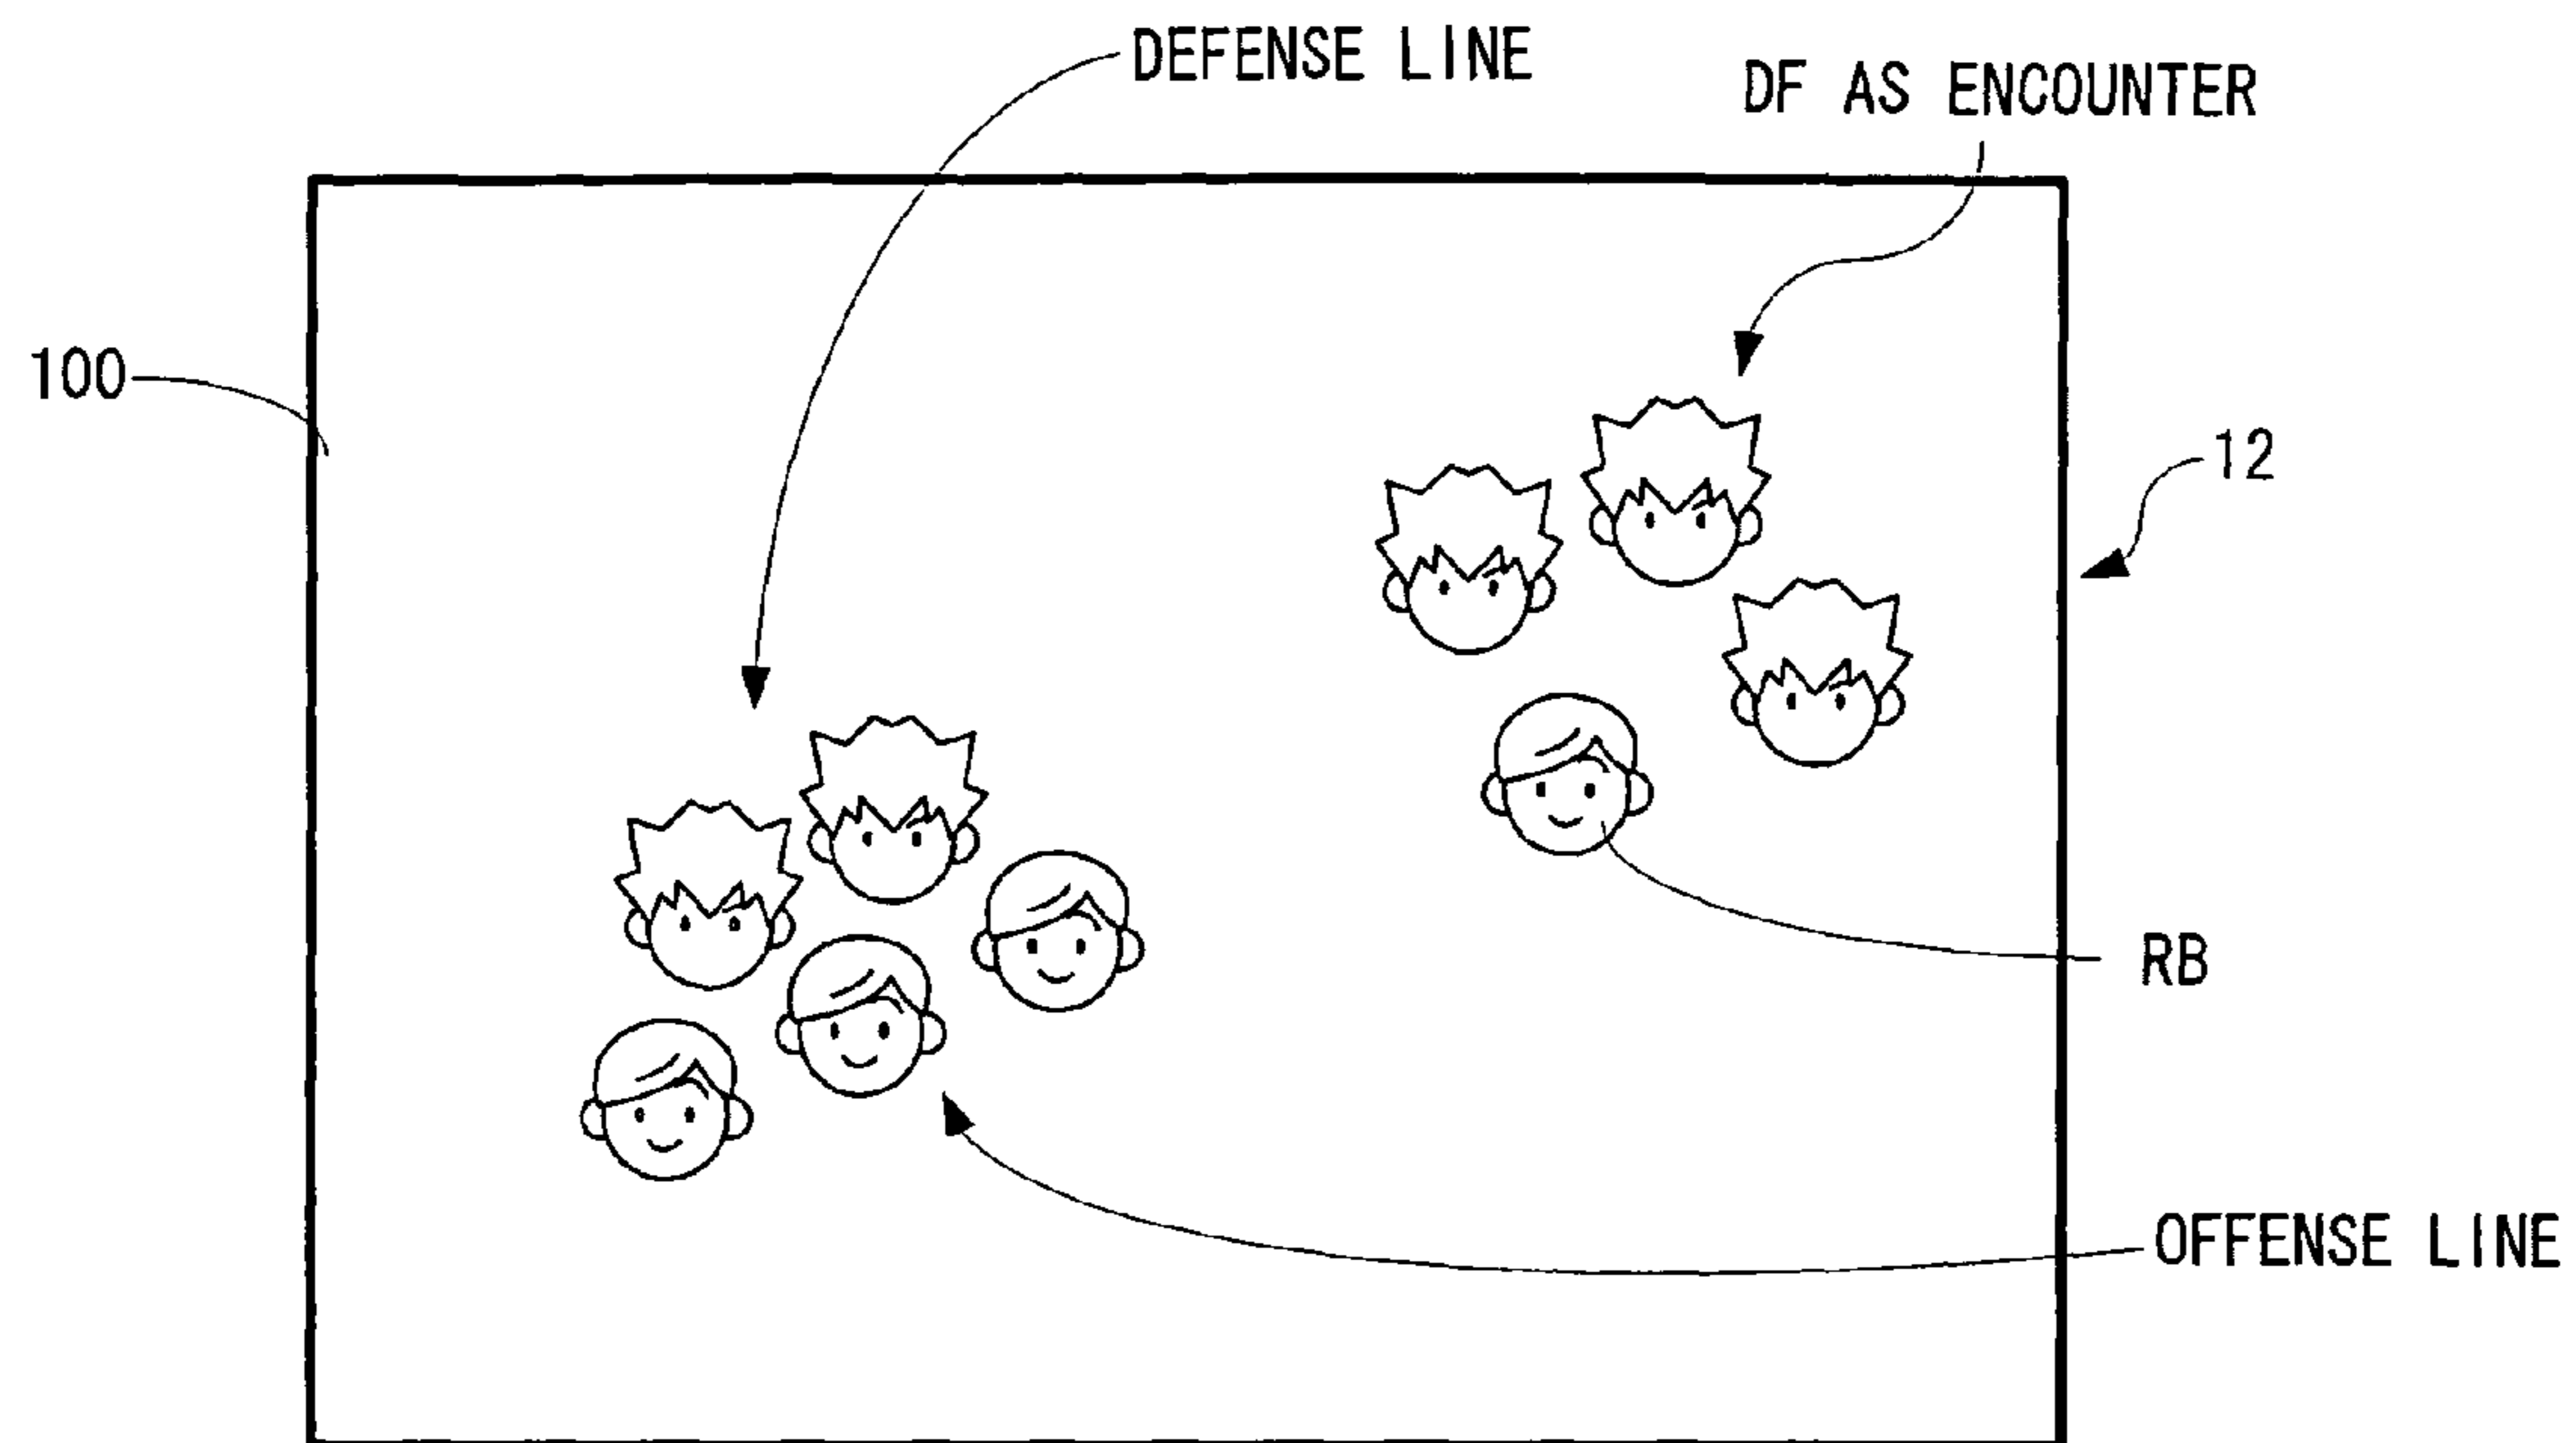 DEFENSE LINE
DF AS ENCOUNTER
100
12
RB
OFFENSE LINE